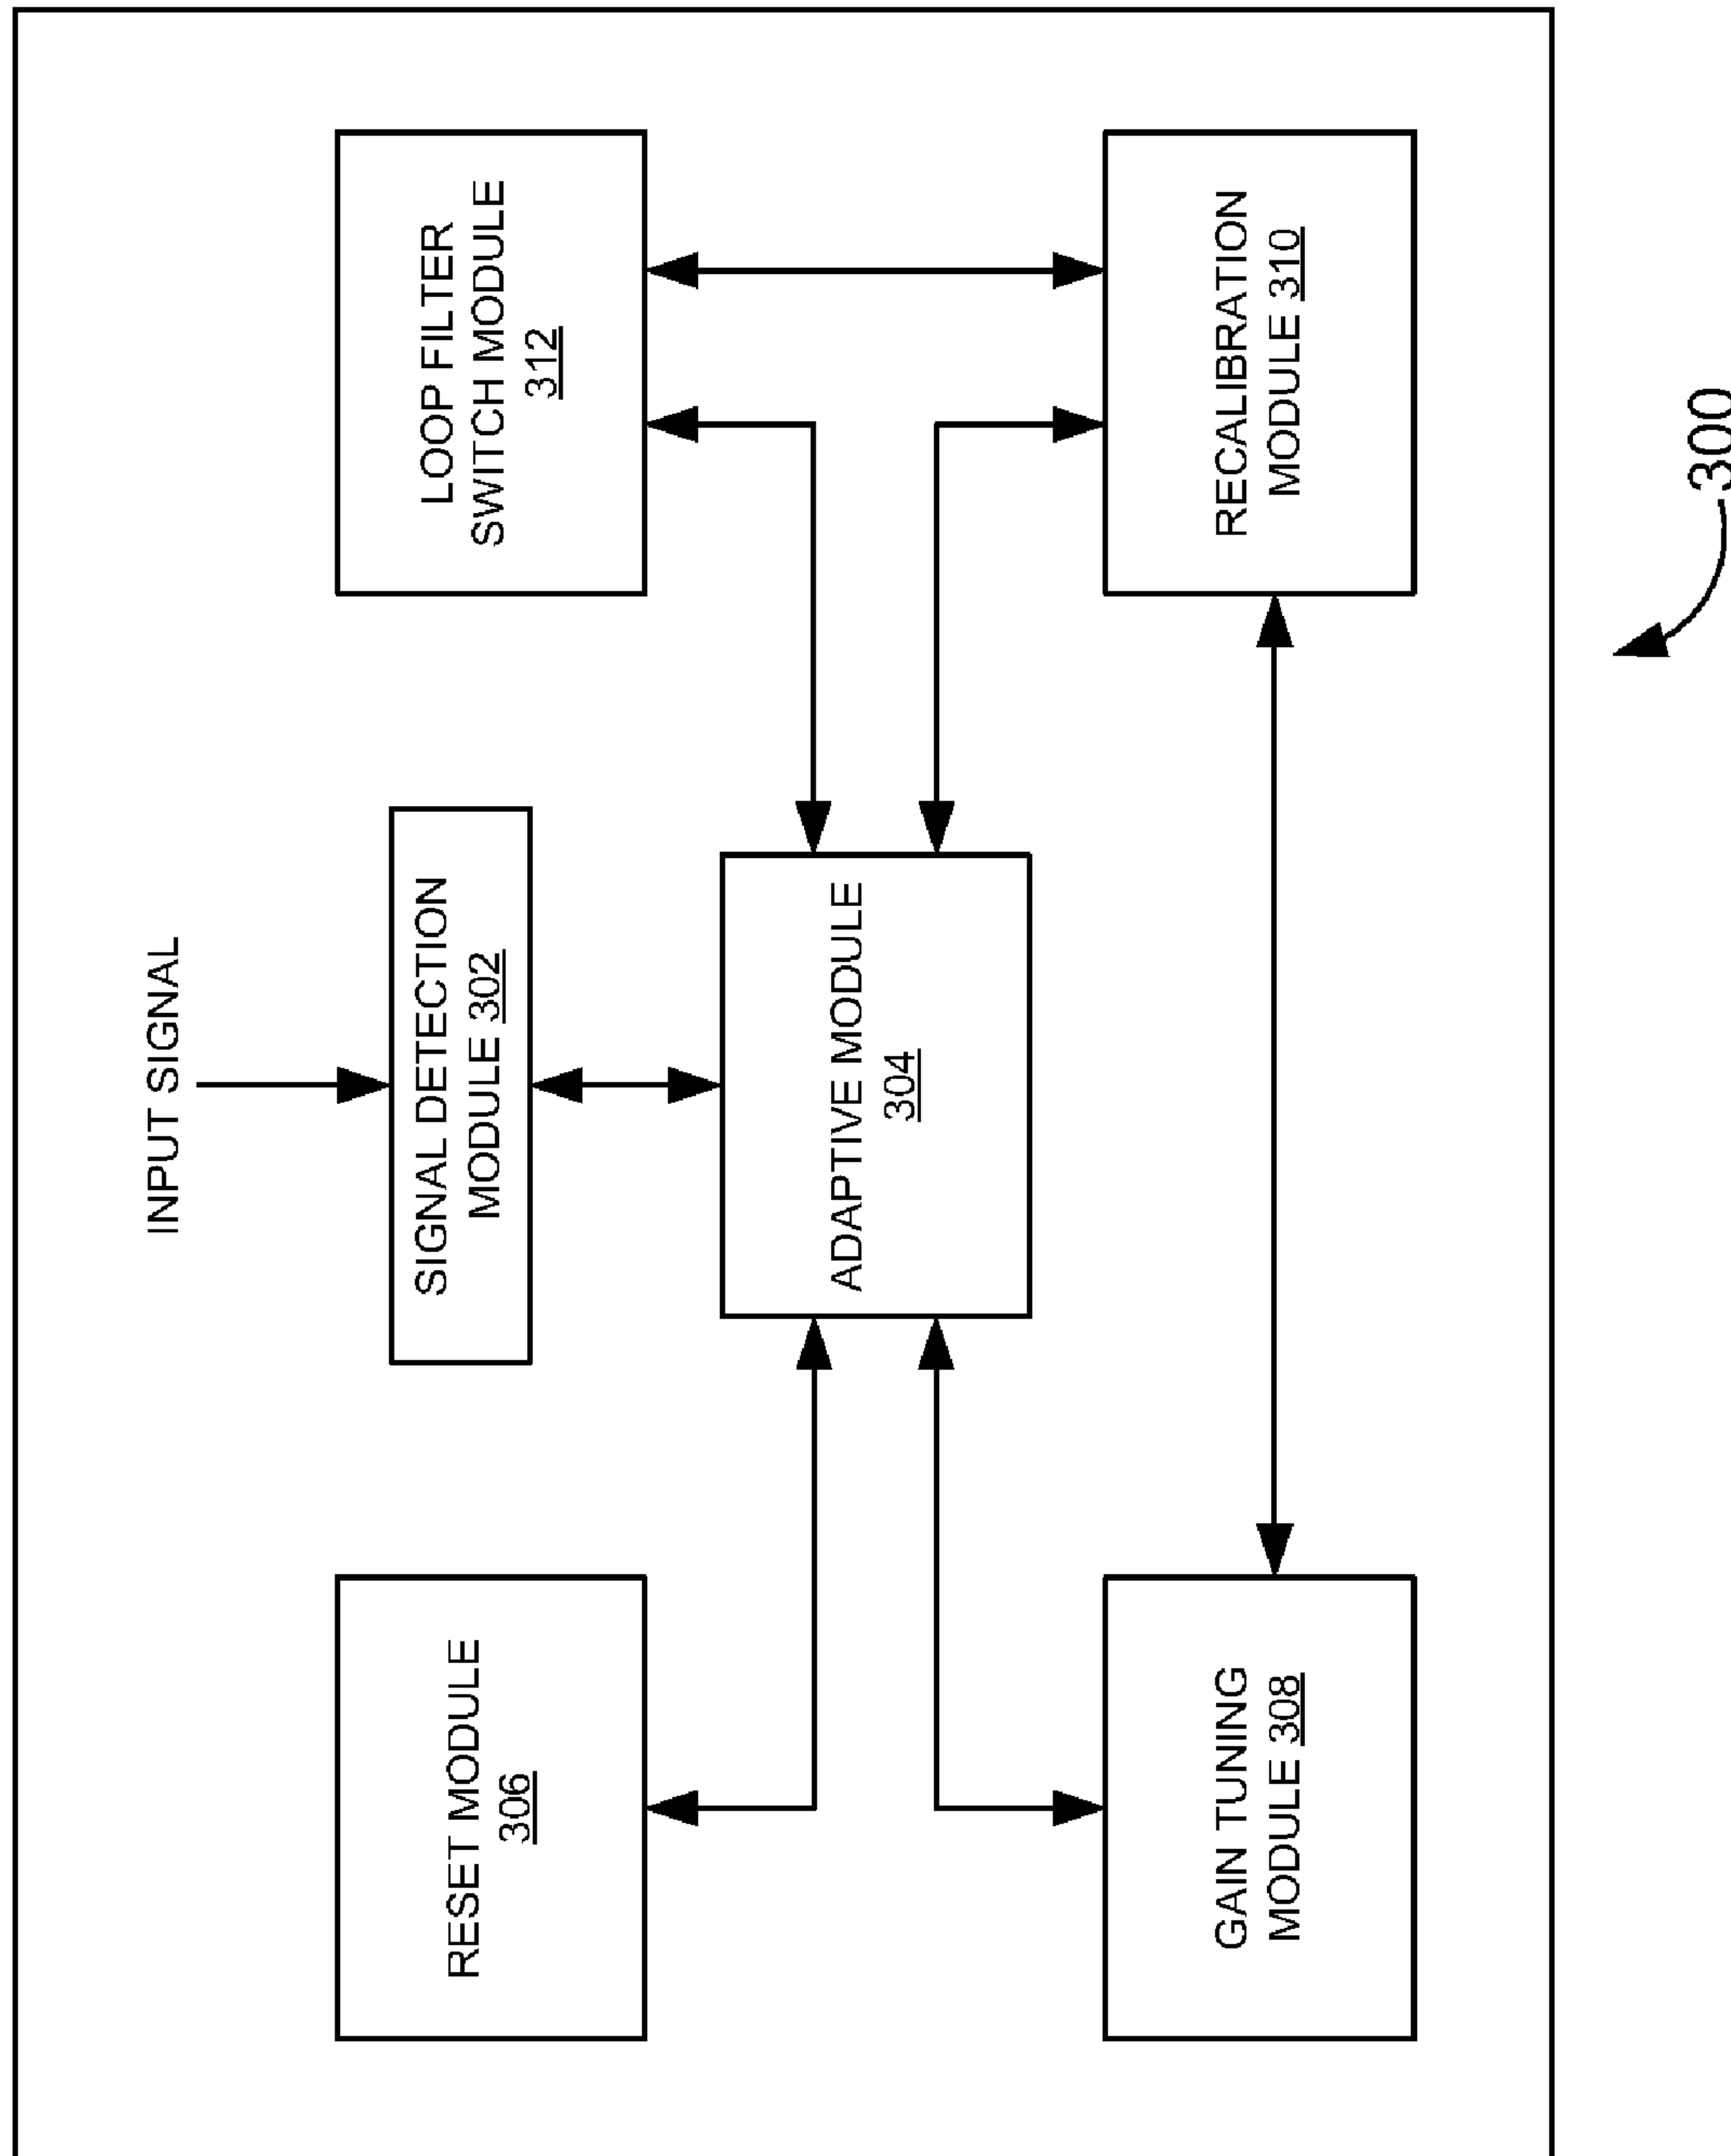 INPUT SIGNAL
RESET MODULE
306
SIGNAL DETECTION
MODULE 302
LOOP FILTER
SWITCH MODULE
312
ADAPTIVE MODULE
304
GAIN TUNING
MODULE 308
RECALIBRATION
MODULE 310
300